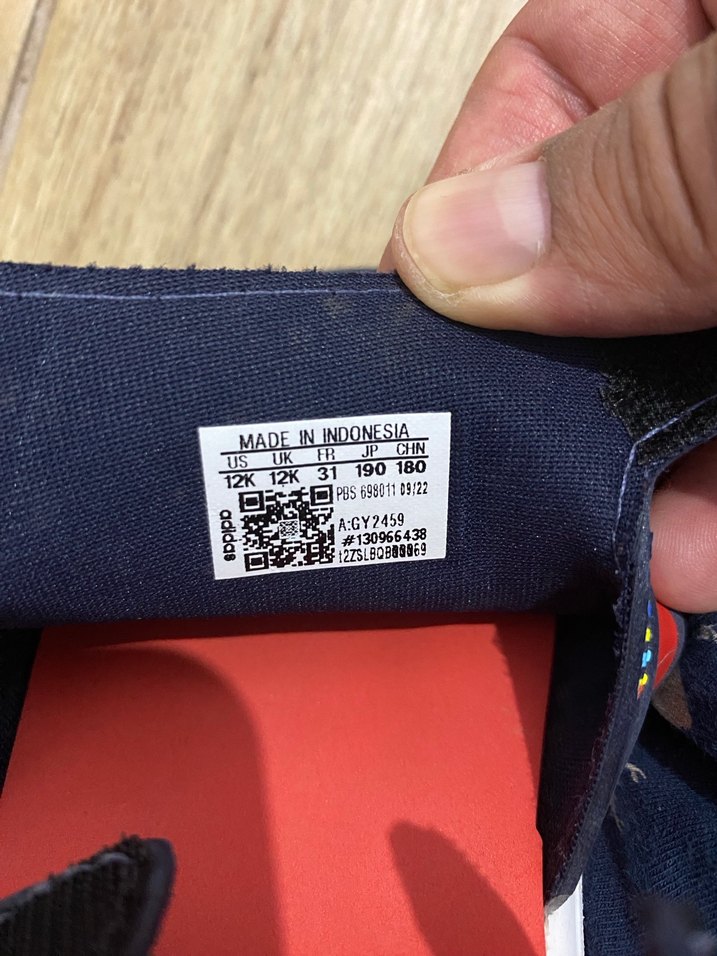 MADE IN INDONESIA
US UK FR JP CHN
12K 12K 31 190 180
PBS 698011 09/22
adidas
A:GY2459
#130966438